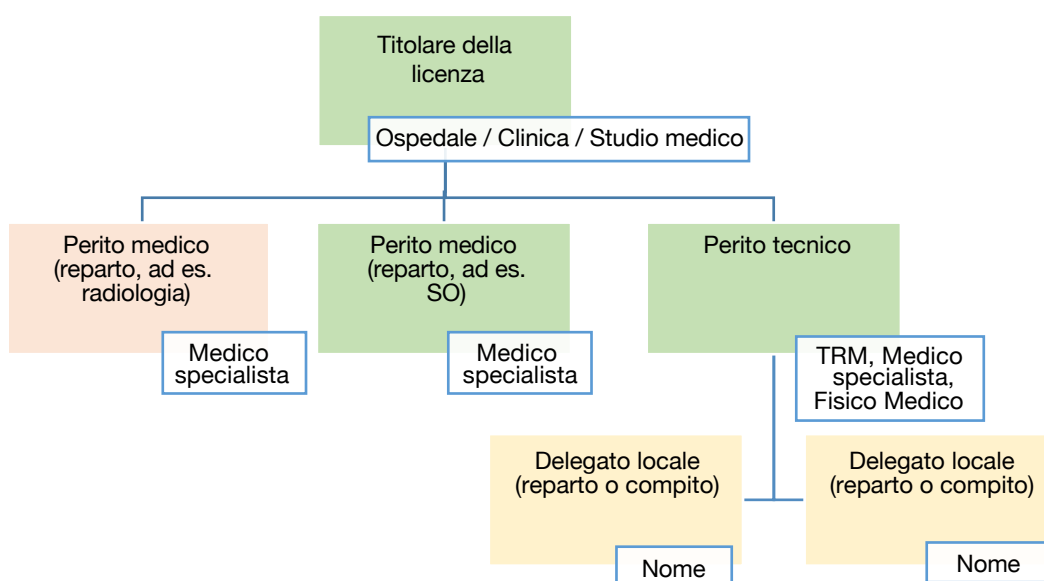 Titolare della
licenza
Ospedale / Clinica / Studio medico
Perito medico
(reparto, ad es.
radiologia)
Medico
specialista
Perito medico
(reparto, ad es.
SO)
Medico
specialista
Perito tecnico
TRM, Medico
specialista,
Fisico Medico
Delegato locale
(reparto o compito)
Nome
Delegato locale
(reparto o compito)
Nome